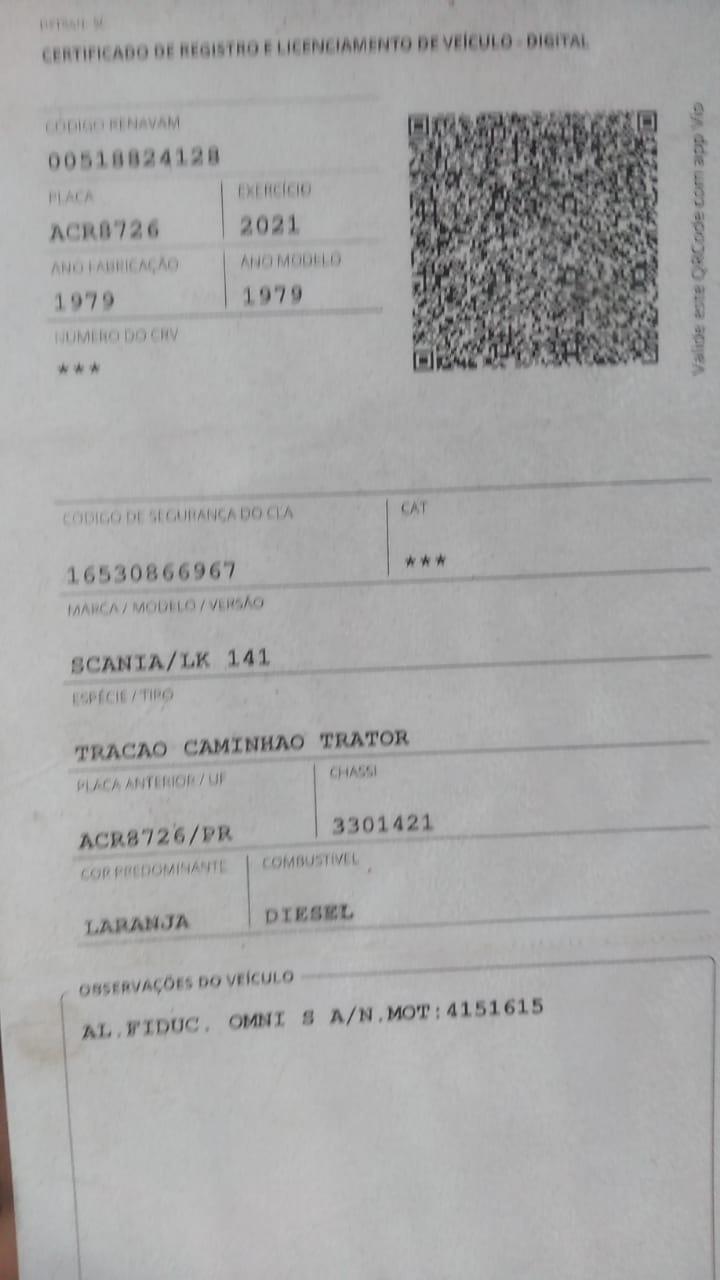 DETRAN- SC
CERTIFICADO DE REGISTRO E LICENCIAMENTO DE VEÍCULO - DIGITAL
CÓDIGO RENAVAM
00518824128
PLACA EXERCÍCIO
ACR8726 2021
ANO FABRICAÇÃO ANO MODELO
1979 1979
NÚMERO DO CRV
***
Valide este QRCode com app Vio
CÓDIGO DE SEGURANÇA DO CLA CAT
16530866967 ***
MARCA / MODELO / VERSÃO
SCANIA/LK 141
ESPÉCIE / TIPO
TRACAO CAMINHAO TRATOR
PLACA ANTERIOR / UF CHASSI
ACR8726/PR 3301421
COR PREDOMINANTE COMBUSTÍVEL
LARANJA DIESEL
OBSERVAÇÕES DO VEÍCULO
AL.FIDUC. OMNI S A/N.MOT:4151615